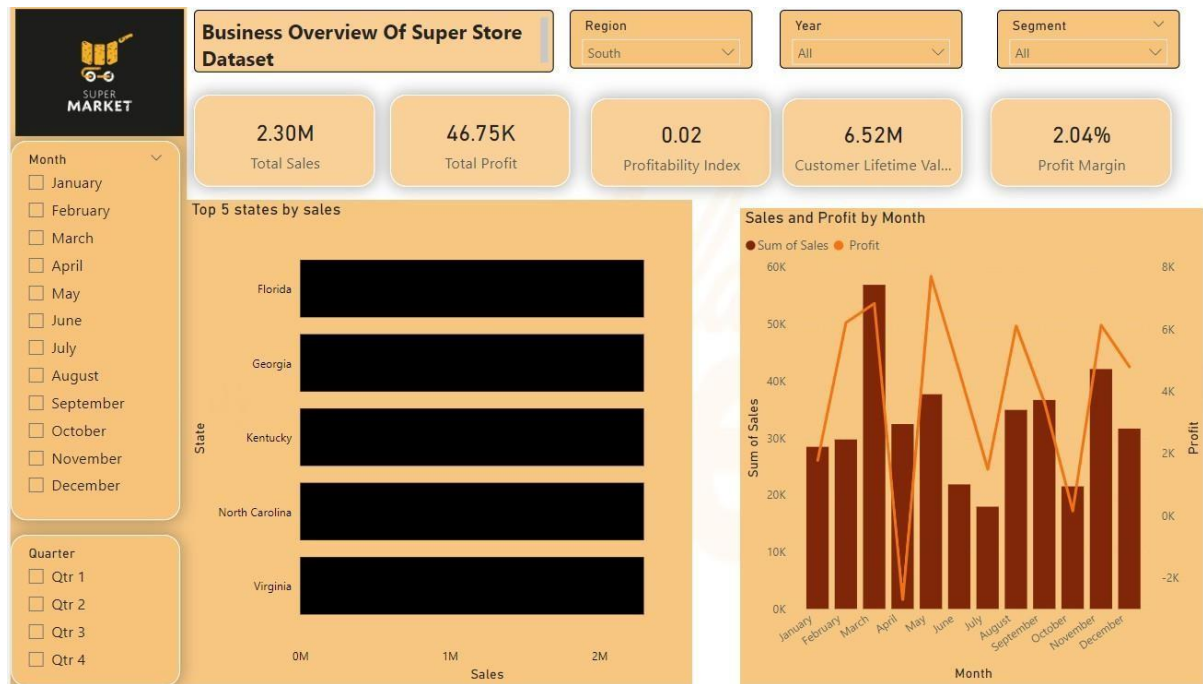 SUPER
MARKET
Business Overview Of Super Store
Dataset
Region
South
Year
All
Segment
All
2.30M
Total Sales
46.75K
Total Profit
0.02
Profitability Index
6.52M
Customer Lifetime Val...
2.04%
Profit Margin
Month
January
February
March
April
May
June
July
August
September
October
November
December
Quarter
Qtr 1
Qtr 2
Qtr 3
Qtr 4
Top 5 states by sales
State
Florida
Georgia
Kentucky
North Carolina
Virginia
0M
1M
2M
Sales
Sales and Profit by Month
Sum of Sales
Profit
60K
50K
40K
30K
20K
10K
0K
Sum of Sales
8K
6K
4K
2K
0K
-2K
Profit
January
February
March
April
May
June
July
August
September
October
November
December
Month